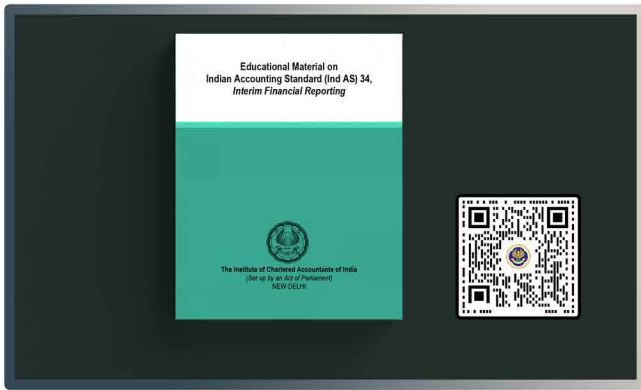 Educational Material on
Indian Accounting Standard (Ind AS) 34,
Interim Financial Reporting
The Institute of Chartered Accountants of India
(Set up by an Act of Parliament)
NEW DELHI